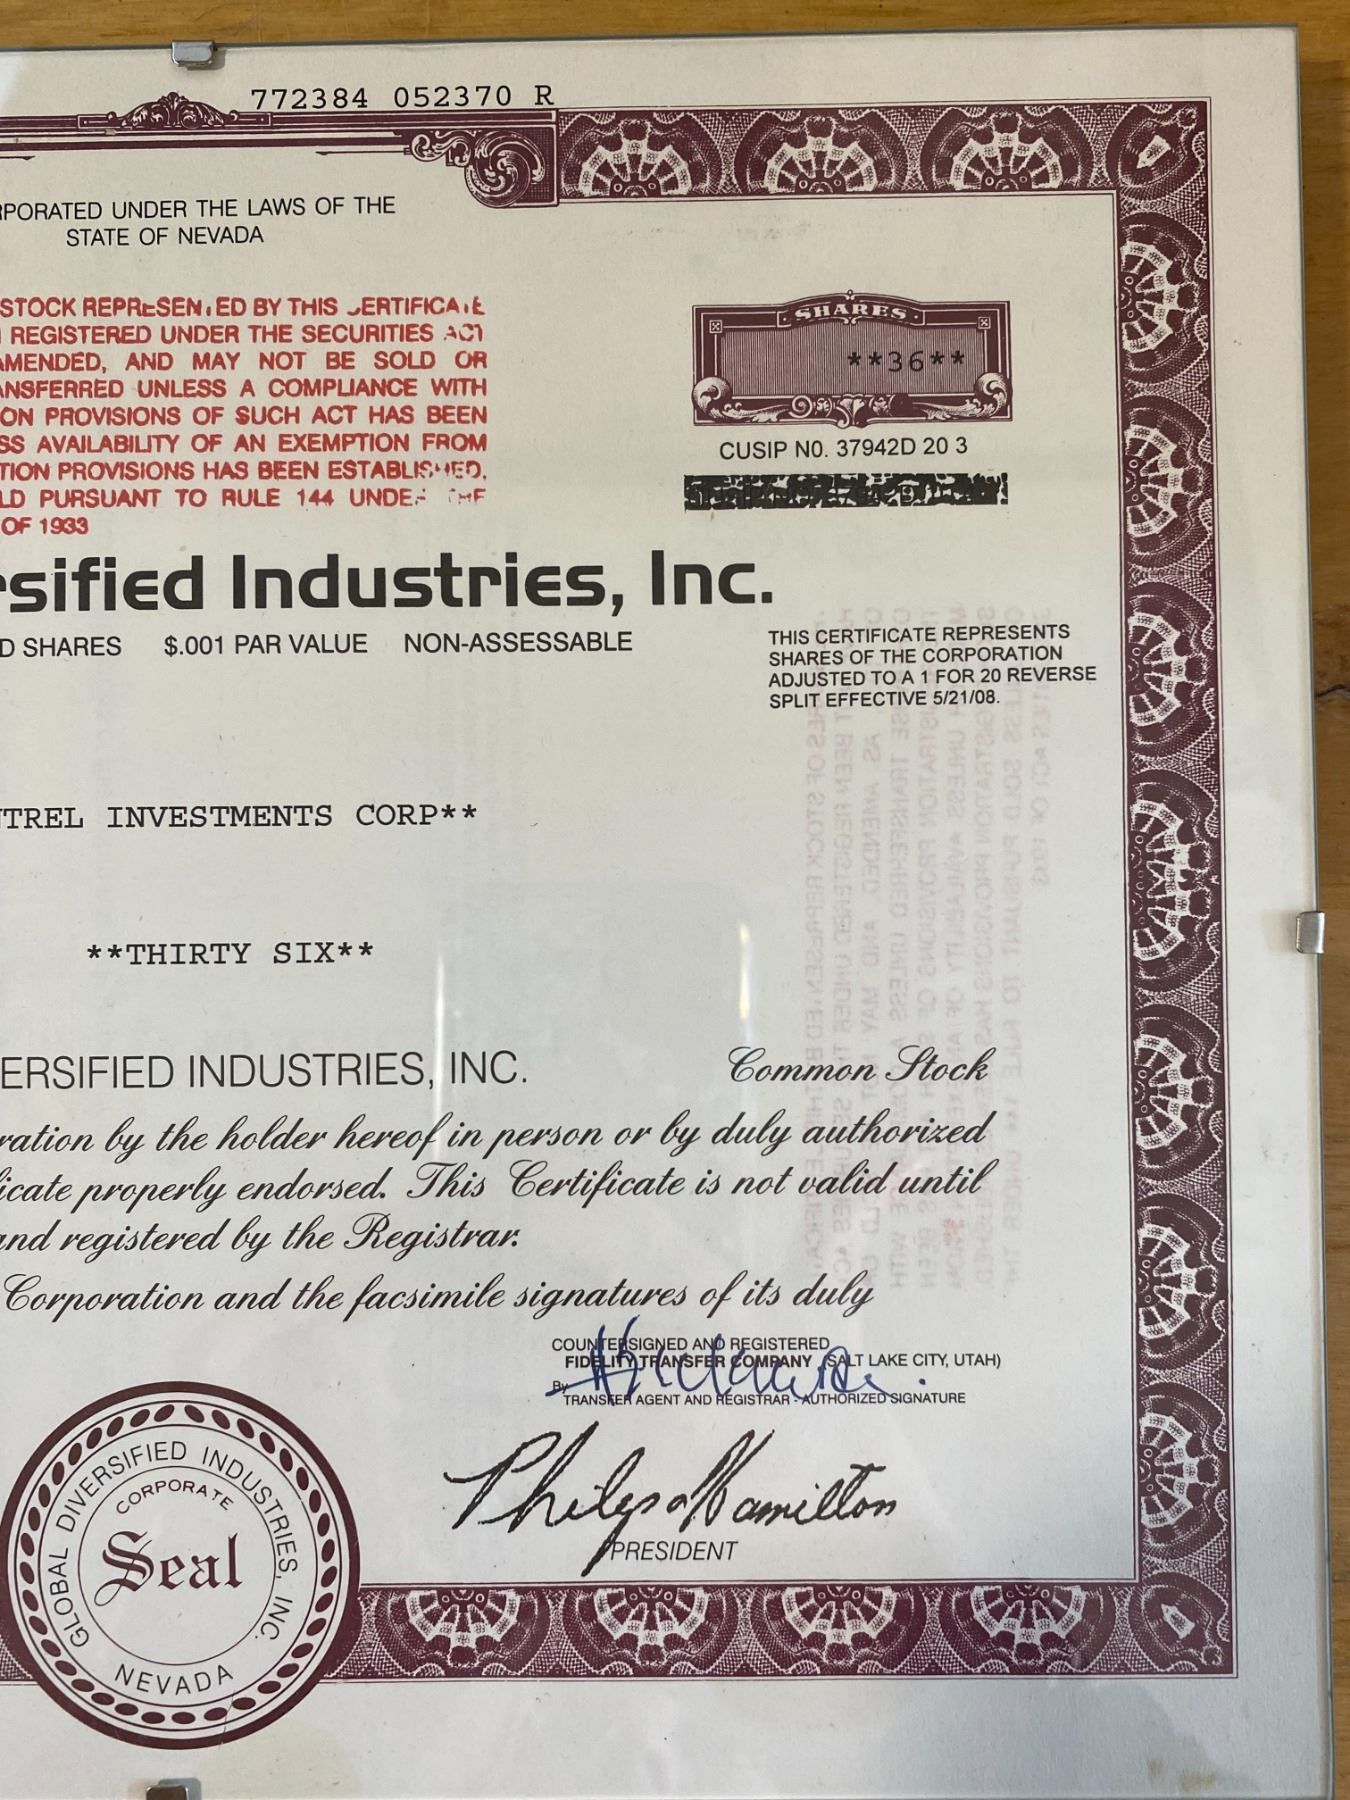 772384 052370 R
RPORATED UNDER THE LAWS OF THE
STATE OF NEVADA
STOCK REPRESENTED BY THIS CERTIFICATE
REGISTERED UNDER THE SECURITIES ACT
AMENDED, AND MAY NOT BE SOLD OR
ANSFERRED UNLESS A COMPLIANCE WITH
ON PROVISIONS OF SUCH ACT HAS BEEN
SS AVAILABILITY OF AN EXEMPTION FROM
TION PROVISIONS HAS BEEN ESTABLISHED,
LD PURSUANT TO RULE 144 UNDER THE
OF 1933
SHARES
**36**
CUSIP NO. 37942D 20 3
rsified Industries, Inc.
D SHARES $.001 PAR VALUE NON-ASSESSABLE
THIS CERTIFICATE REPRESENTS
SHARES OF THE CORPORATION
ADJUSTED TO A 1 FOR 20 REVERSE
SPLIT EFFECTIVE 5/21/08.
NTREL INVESTMENTS CORP**
**THIRTY SIX**
ERSIFIED INDUSTRIES, INC. Common Stock
ration by the holder hereof in person or by duly authorized
icate properly endorsed. This Certificate is not valid until
and registered by the Registrar.
Corporation and the facsimile signatures of its duly
COUNTERSIGNED AND REGISTERED
FIDELITY TRANSFER COMPANY (SALT LAKE CITY, UTAH)
By
TRANSFER AGENT AND REGISTRAR - AUTHORIZED SIGNATURE
Hamilton
PRESIDENT
GLOBAL DIVERSIFIED INDUSTRIES, INC.
CORPORATE
Seal
NEVADA